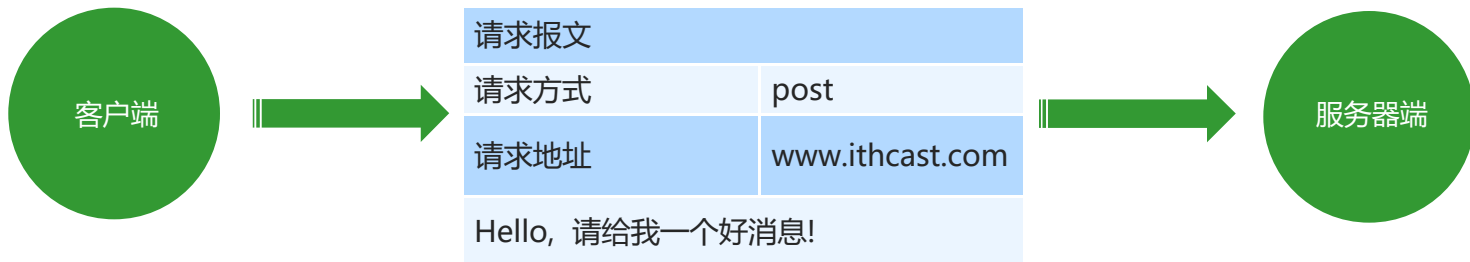 客户端
请求报文
请求方式 post
请求地址 www.ithcast.com
Hello, 请给我一个好消息!
服务器端